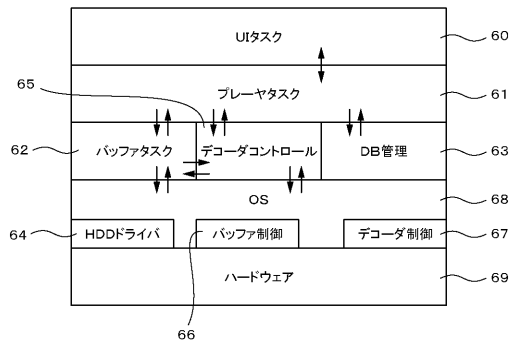 UIタスク
60
65
プレーヤタスク
61
62
バッファタスク
デコーダコントロール
DB管理
63
OS
68
64
HDDドライバ
バッファ制御
デコーダ制御
67
ハードウェア
69
66